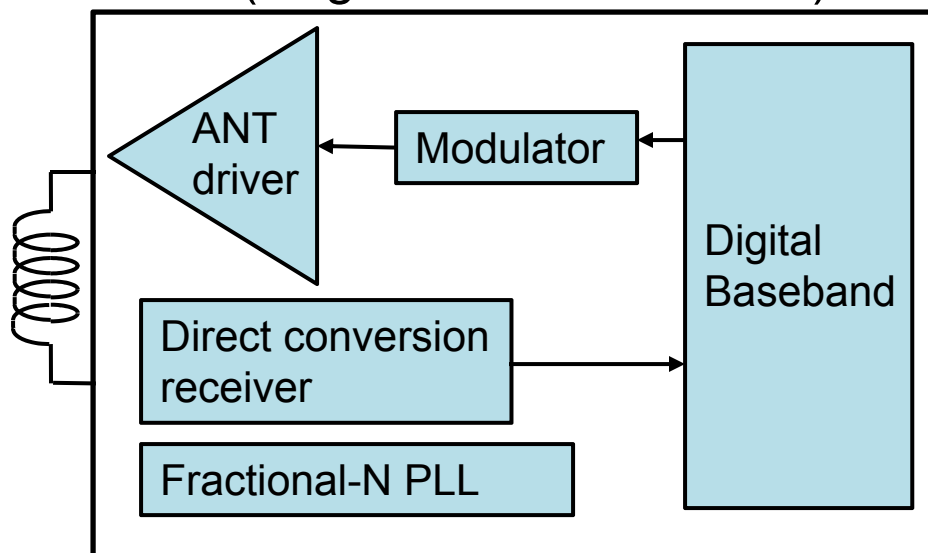 ANT
driver
Modulator
Digital
Baseband
Direct conversion
receiver
Fractional-N PLL